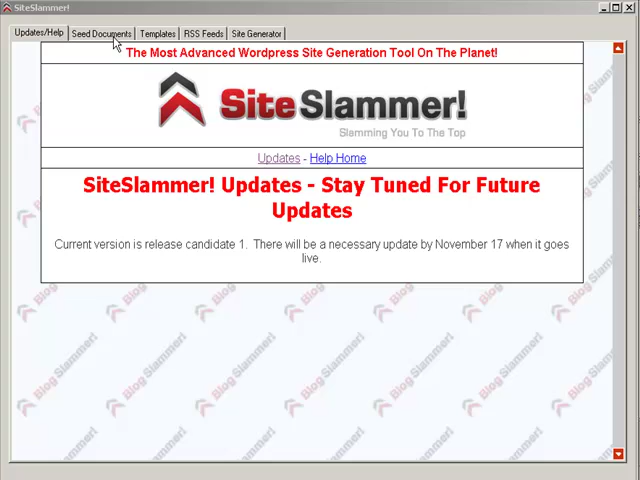 SiteSlammer!
Updates/Help Seed Documents Templates RSS Feeds Site Generator
The Most Advanced Wordpress Site Generation Tool On The Planet!
SiteSlammer!
Slamming You To The Top
Updates - Help Home
SiteSlammer! Updates - Stay Tuned For Future
Updates
Current version is release candidate 1. There will be a necessary update by November 17 when it goes
live.
Blog Slammer!